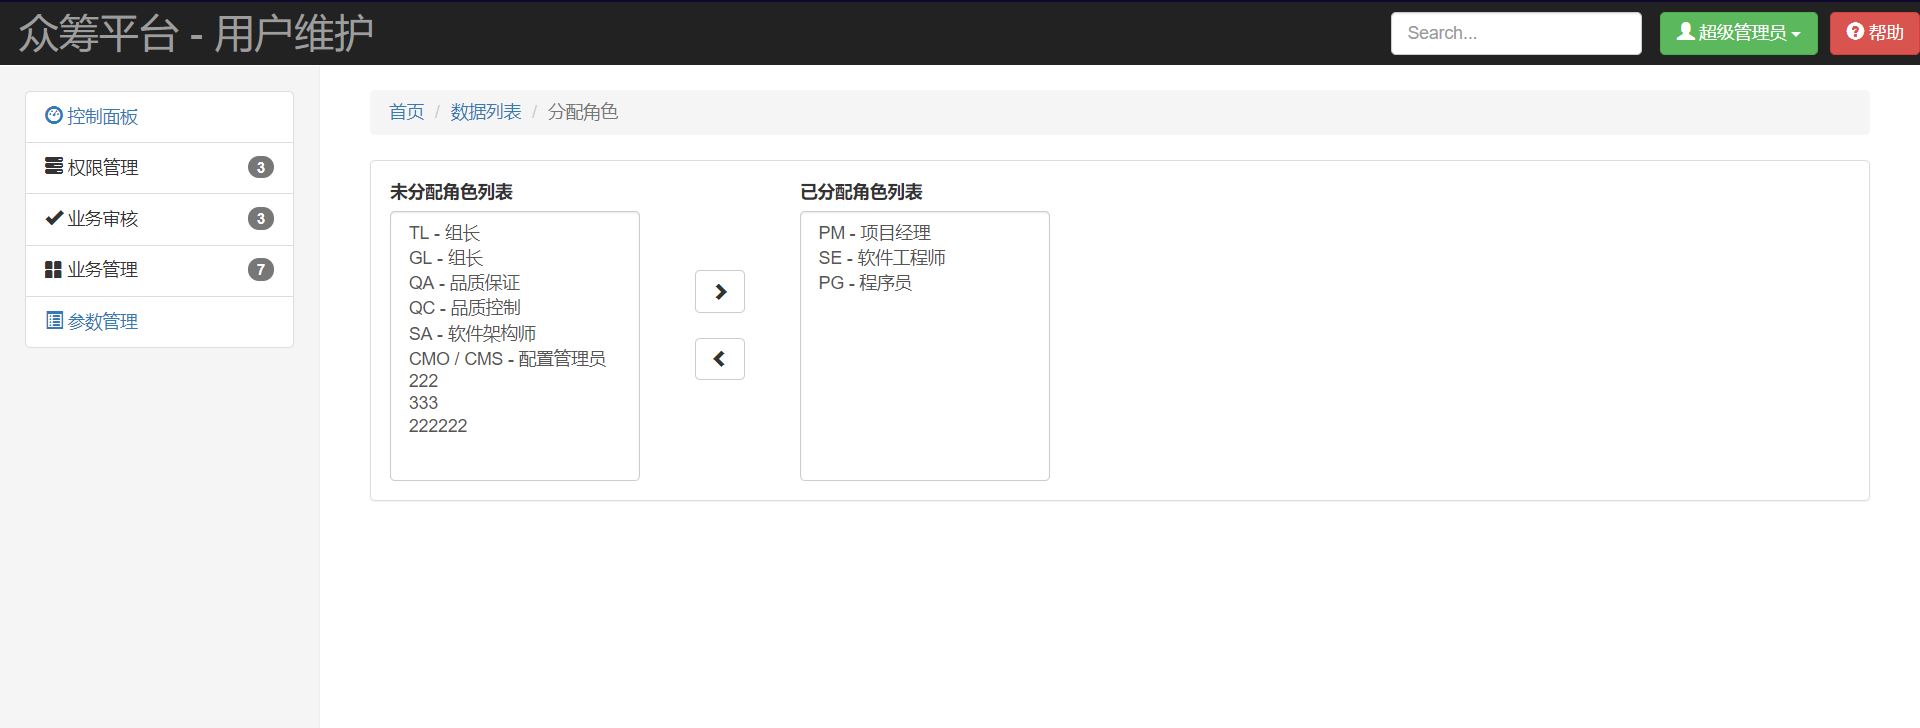 众筹平台 - 用户维护
Search...
超级管理员
帮助
控制面板
权限管理 3
业务审核 3
业务管理 7
参数管理
首页 / 数据列表 / 分配角色
未分配角色列表
TL - 组长
GL - 组长
QA - 品质保证
QC - 品质控制
SA - 软件架构师
CMO / CMS - 配置管理员
222
333
222222
已分配角色列表
PM - 项目经理
SE - 软件工程师
PG - 程序员